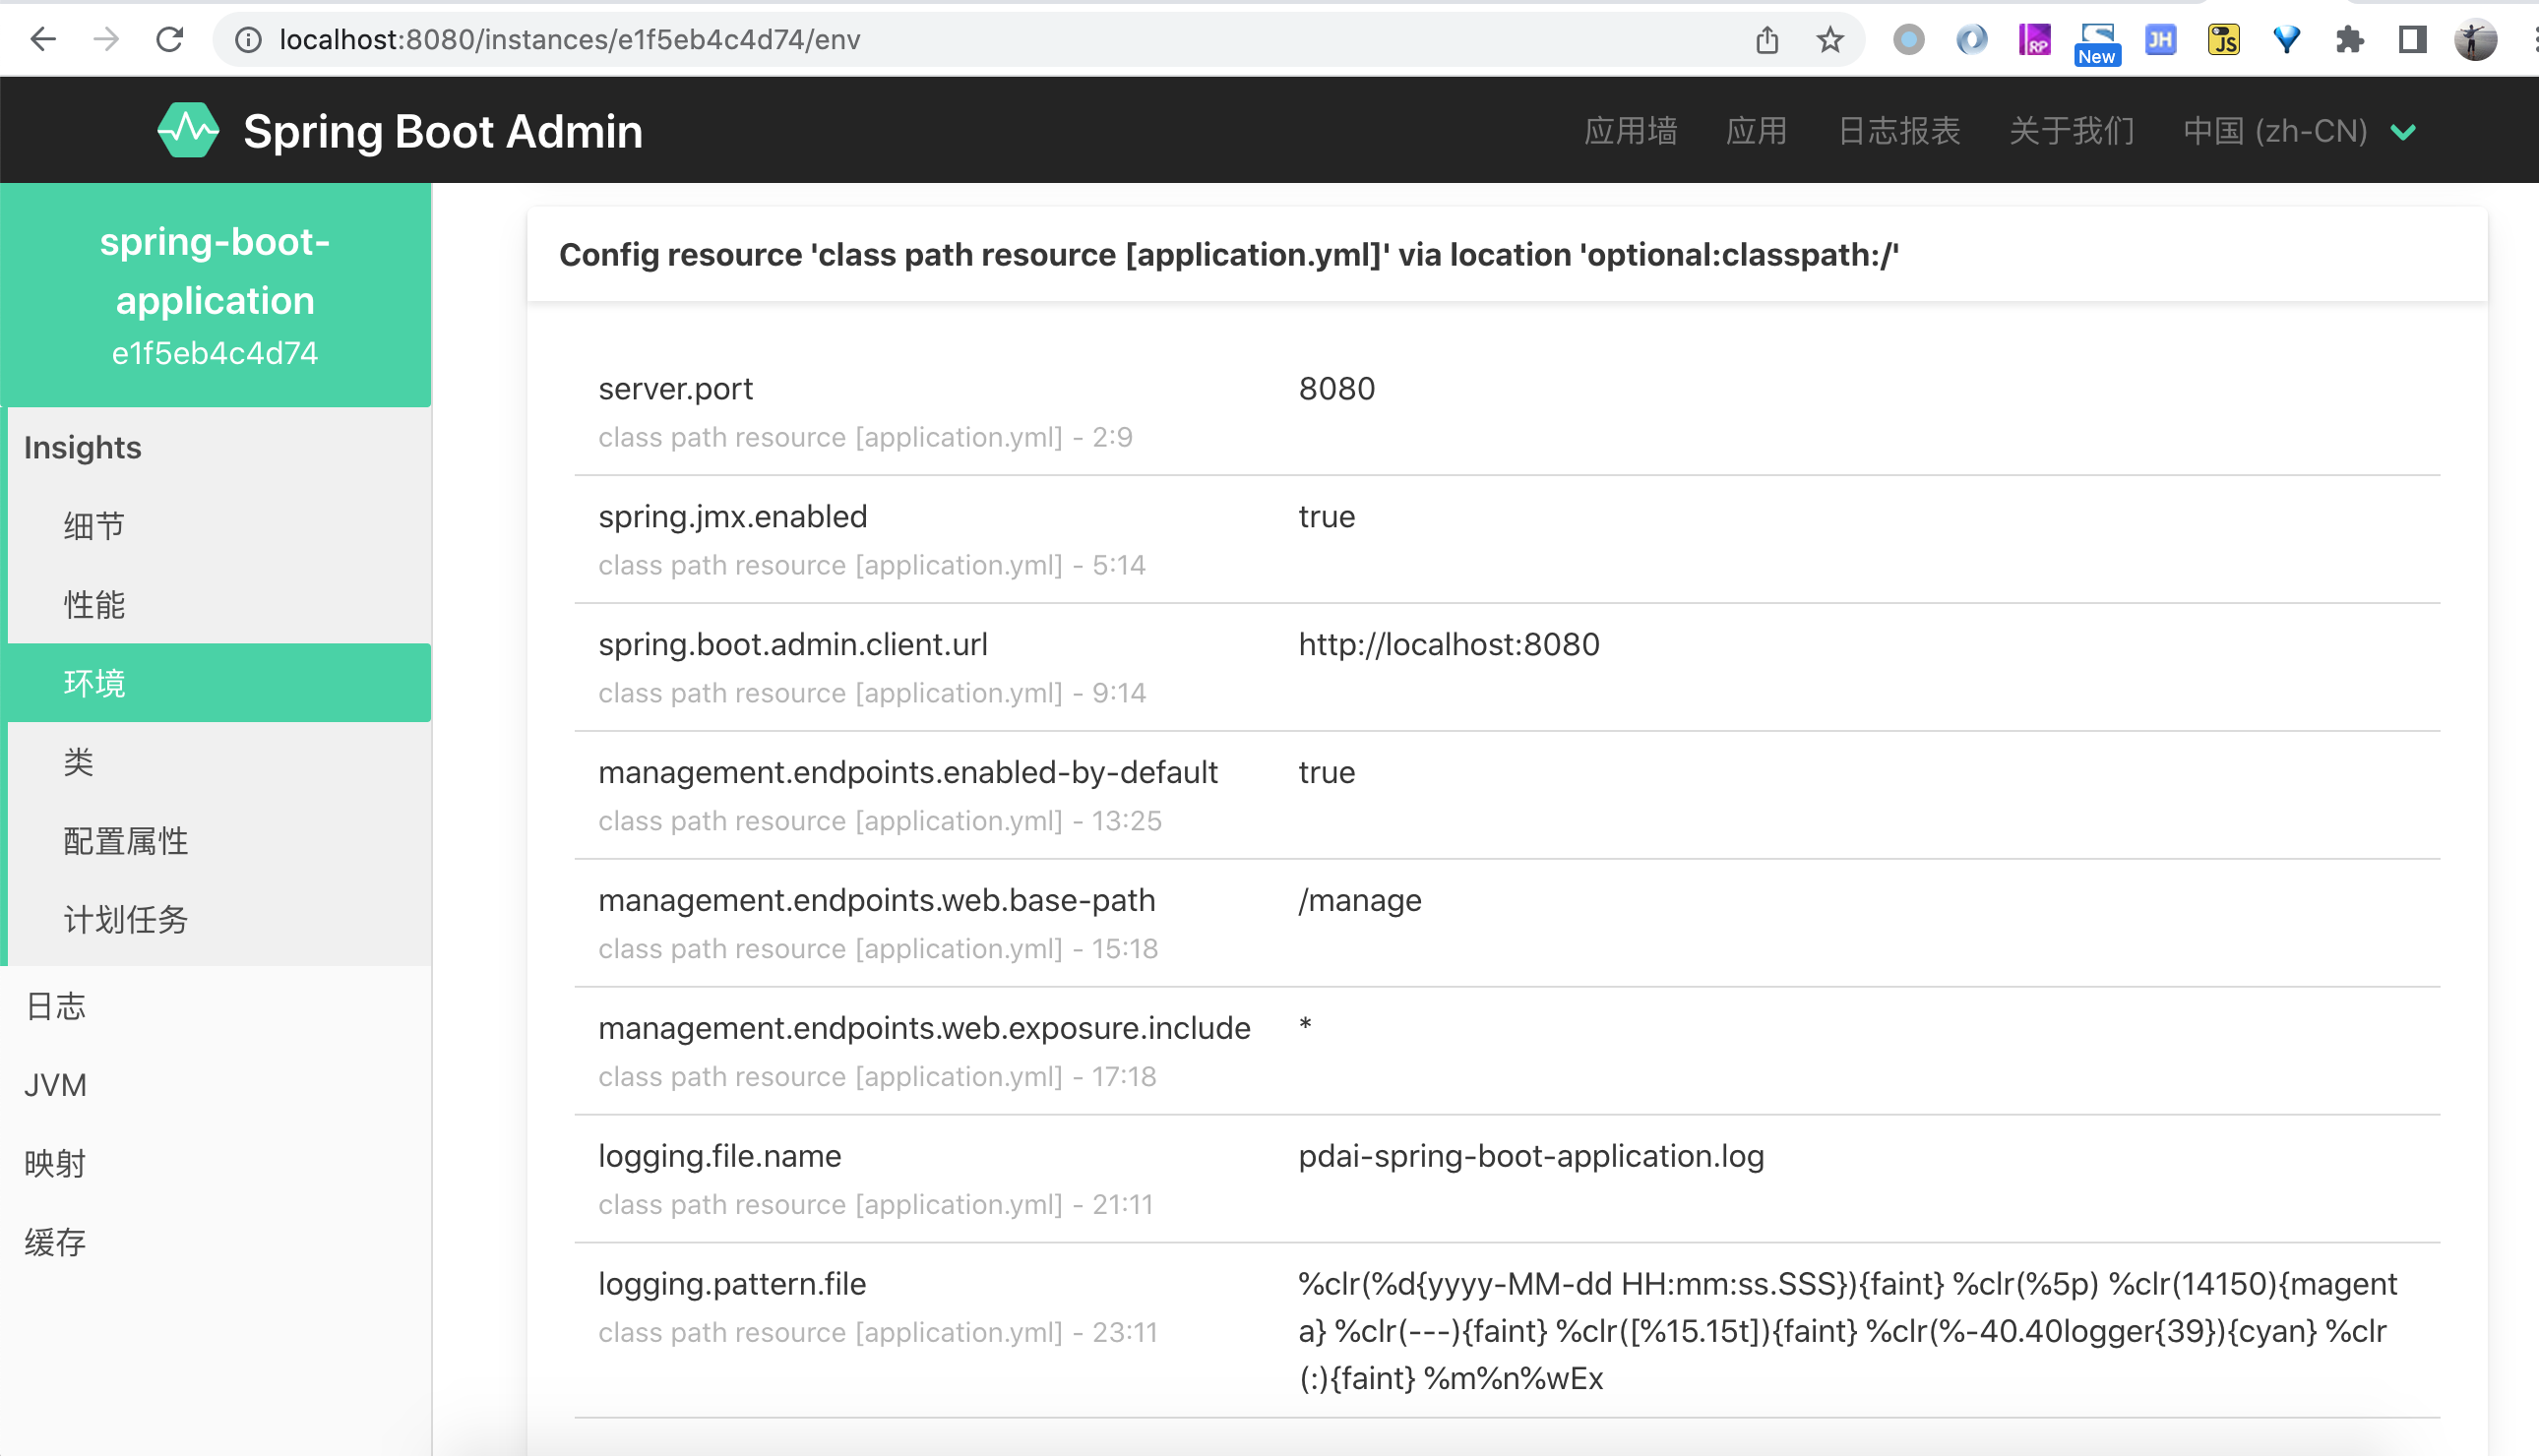 localhost:8080/instances/e1f5eb4c4d74/env
RP
New
JH
JS
Spring Boot Admin
应用墙
应用
日志报表
关于我们
中国 (zh-CN)
spring-boot-
application
e1f5eb4c4d74
Insights
细节
性能
环境
类
配置属性
计划任务
日志
JVM
映射
缓存
Config resource 'class path resource [application.yml]' via location 'optional:classpath:/'
server.port 8080
class path resource [application.yml] - 2:9
spring.jmx.enabled true
class path resource [application.yml] - 5:14
spring.boot.admin.client.url http://localhost:8080
class path resource [application.yml] - 9:14
management.endpoints.enabled-by-default true
class path resource [application.yml] - 13:25
management.endpoints.web.base-path /manage
class path resource [application.yml] - 15:18
management.endpoints.web.exposure.include *
class path resource [application.yml] - 17:18
logging.file.name pdai-spring-boot-application.log
class path resource [application.yml] - 21:11
logging.pattern.file %clr(%d{yyyy-MM-dd HH:mm:ss.SSS}){faint} %clr(%5p) %clr(14150){magent
class path resource [application.yml] - 23:11 a} %clr(---){faint} %clr([%15.15t]){faint} %clr(%-40.40logger{39}){cyan} %clr
(:){faint} %m%n%wEx